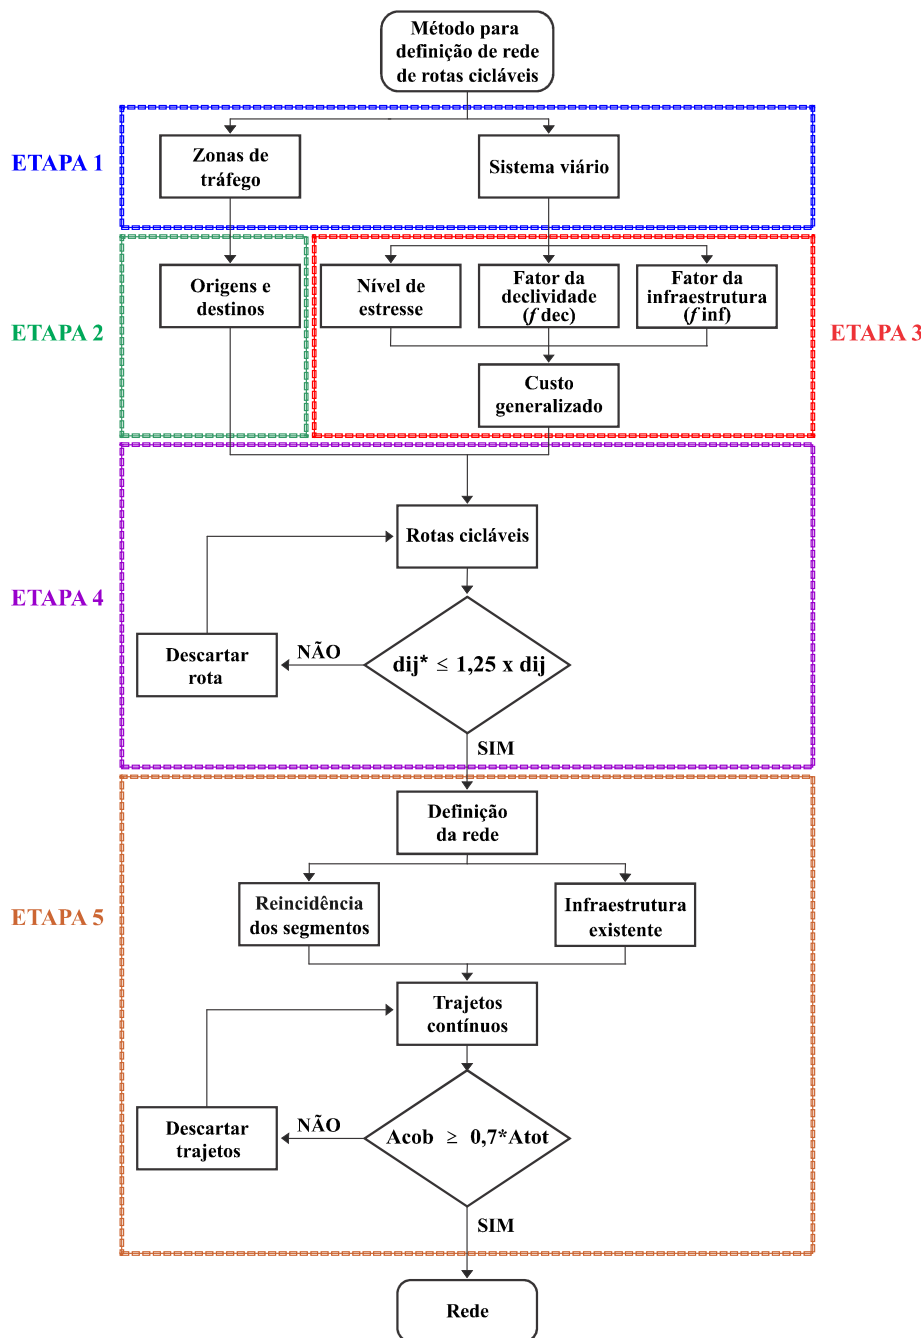 Método para
definição de rede
de rotas cicláveis
ETAPA 1
Zonas de
tráfego
Sistema viário
ETAPA 2
Origens e
destinos
Nível de
estresse
Fator da
declividade
(f dec)
Fator da
infraestrutura
(f inf)
ETAPA 3
Custo
generalizado
ETAPA 4
Rotas cicláveis
Descartar
rota
NÃO
dij* ≤ 1,25 x dij
SIM
ETAPA 5
Definição
da rede
Reincidência
dos segmentos
Infraestrutura
existente
Trajetos
contínuos
Descartar
trajetos
NÃO
Acob ≥ 0,7*Atot
SIM
Rede